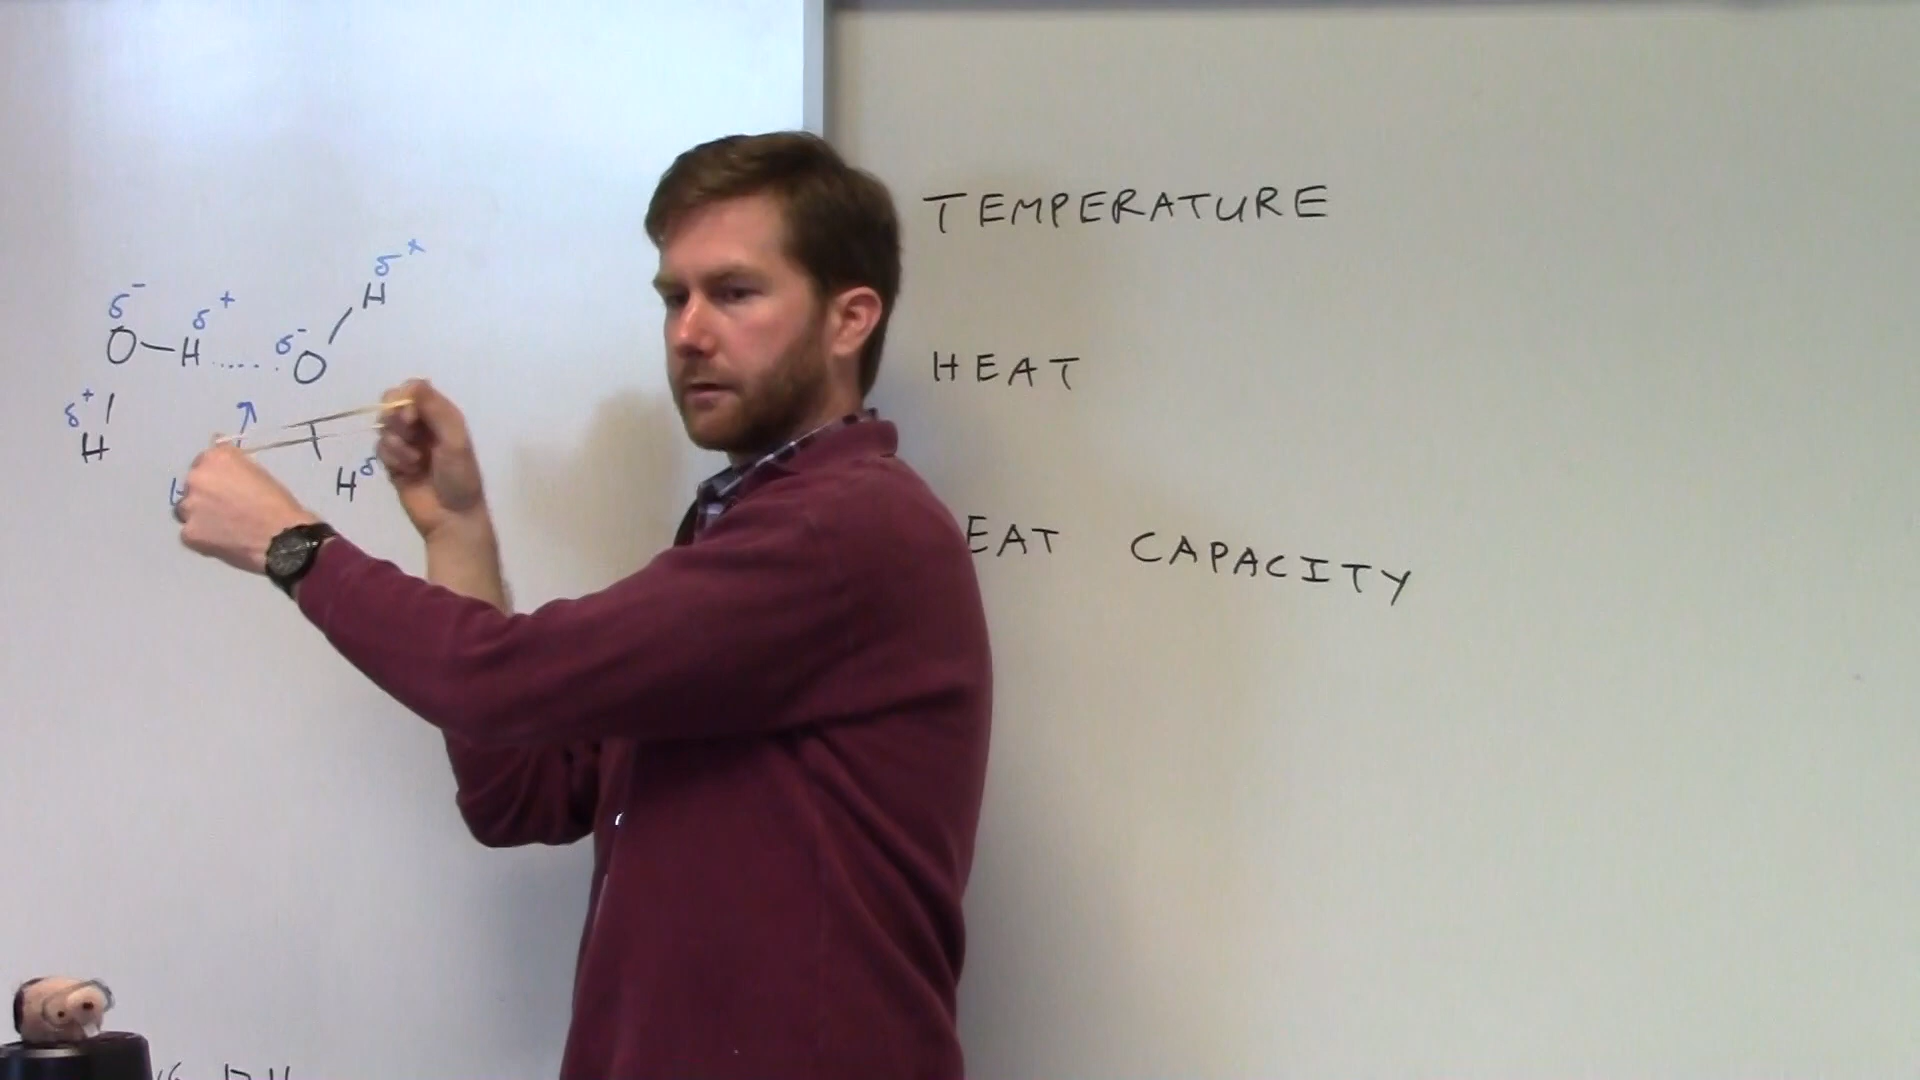 δ⁺
δ⁻ δ⁺ H
O—H ..... δ⁻ O
δ⁺
H
H δ
TEMPERATURE
HEAT
EAT CAPACITY